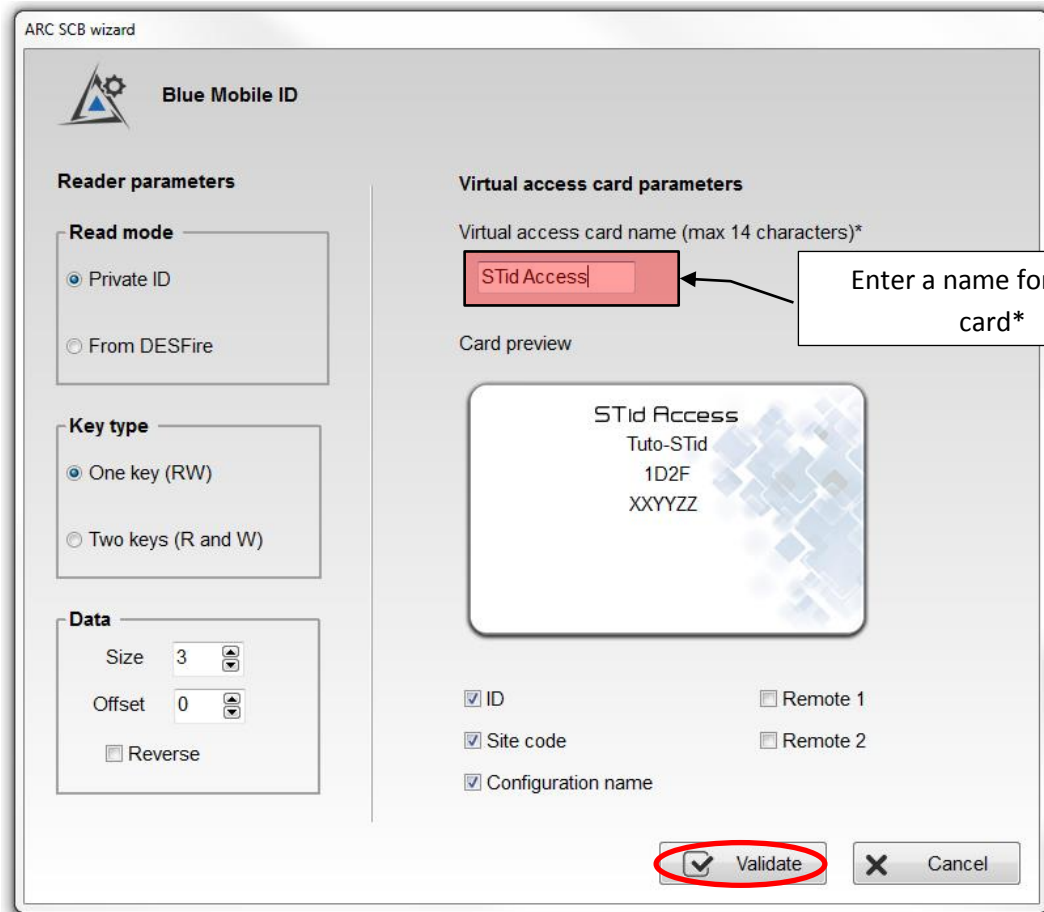 ARC SCB wizard
Blue Mobile ID
Reader parameters
Read mode
Private ID
From DESFire
Key type
One key (RW)
Two keys (R and W)
Data
Size 3
Offset 0
Reverse
Virtual access card parameters
Virtual access card name (max 14 characters)*
STid Access
Enter a name for
card*
Card preview
STid Access
Tuto-STid
1D2F
XXYYZZ
ID
Remote 1
Site code
Remote 2
Configuration name
Validate
Cancel